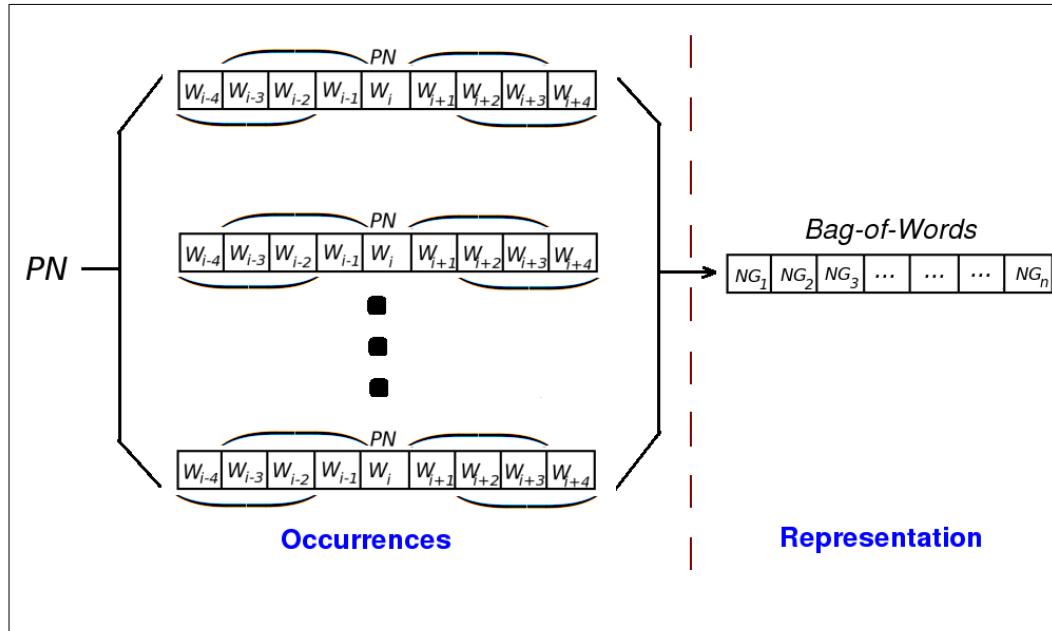 PN
W_{i-4} W_{i-3} W_{i-2} W_{i-1} W_i W_{i+1} W_{i+2} W_{i+3} W_{i+4}
PN
W_{i-4} W_{i-3} W_{i-2} W_{i-1} W_i W_{i+1} W_{i+2} W_{i+3} W_{i+4}
PN
Bag-of-Words
NG_1 NG_2 NG_3 ... ... ... NG_n
PN
W_{i-4} W_{i-3} W_{i-2} W_{i-1} W_i W_{i+1} W_{i+2} W_{i+3} W_{i+4}
Occurrences
Representation